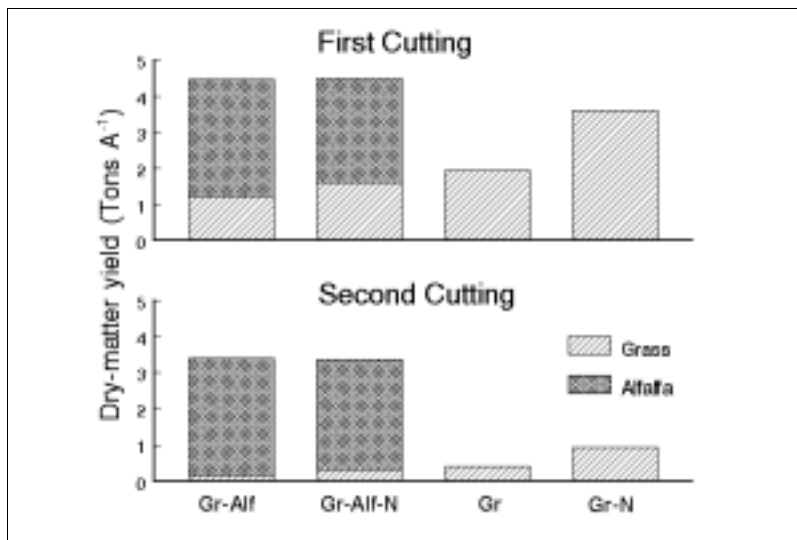 First Cutting
5
4
3
2
1
0
Dry-matter yield (Tons A⁻¹)
Second Cutting
5
4
3
2
1
0
Grass
Alfalfa
Gr-Alf Gr-Alf-N Gr Gr-N